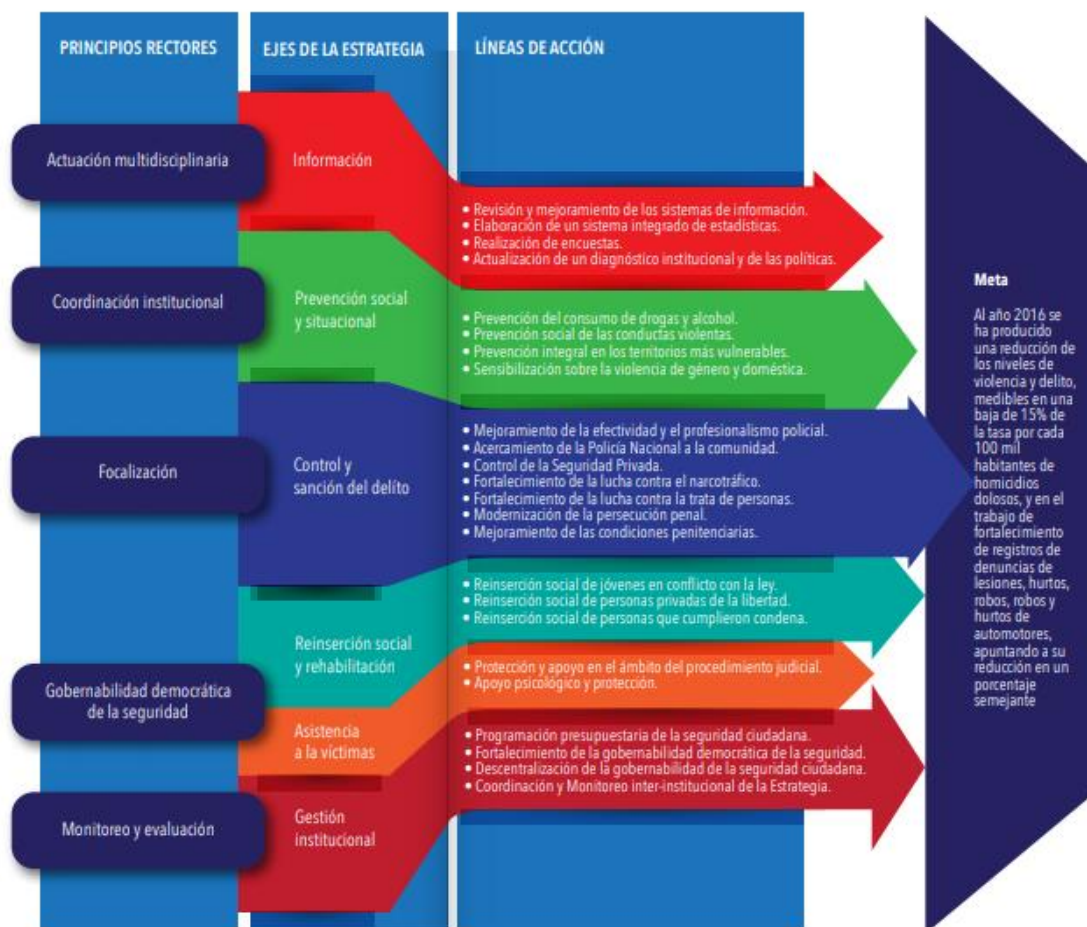 PRINCIPIOS RECTORES
EJES DE LA ESTRATEGIA
LÍNEAS DE ACCIÓN
Actuación multidisciplinaria
Coordinación institucional
Focalización
Gobernabilidad democrática
de la seguridad
Monitoreo y evaluación
Información
• Revisión y mejoramiento de los sistemas de información.
• Elaboración de un sistema integrado de estadísticas.
• Realización de encuestas.
• Actualización de un diagnóstico institucional y de las políticas.
Prevención social
y situacional
• Prevención del consumo de drogas y alcohol.
• Prevención social de las conductas violentas.
• Prevención integral en los territorios más vulnerables.
• Sensibilización sobre la violencia de género y doméstica.
Control y
sanción del delíto
• Mejoramiento de la efectividad y el profesionalismo policial.
• Acercamiento de la Policía Nacional a la comunidad.
• Control de la Seguridad Privada.
• Fortalecimiento de la lucha contra el narcotráfico.
• Fortalecimiento de la lucha contra la trata de personas.
• Modernización de la persecución penal.
• Mejoramiento de las condiciones penitenciarias.
Reinserción social
y rehabilitación
• Reinserción social de jóvenes en conflicto con la ley.
• Reinserción social de personas privadas de la libertad.
• Reinserción social de personas que cumplieron condena.
Asistencia
a la víctimas
• Protección y apoyo en el ámbito del procedimiento judicial.
• Apoyo psicológico y protección.
Gestión
institucional
• Programación presupuestaria de la seguridad ciudadana.
• Fortalecimiento de la gobernabilidad democrática de la seguridad.
• Descentralización de la gobernabilidad de la seguridad ciudadana.
• Coordinación y Monitoreo inter-institucional de la Estrategia.
Meta
Al año 2016 se
ha producido
una reducción de
los niveles de
violencia y delito,
medibles en una
baja de 15% de
la tasa por cada
100 mil
habitantes de
homicidios
dolosos, y en el
trabajo de
fortalecimiento
de registros de
denuncias de
lesiones, hurtos,
robos, robos y
hurtos de
automotores,
apuntando a su
reducción en un
porcentaje
semejante